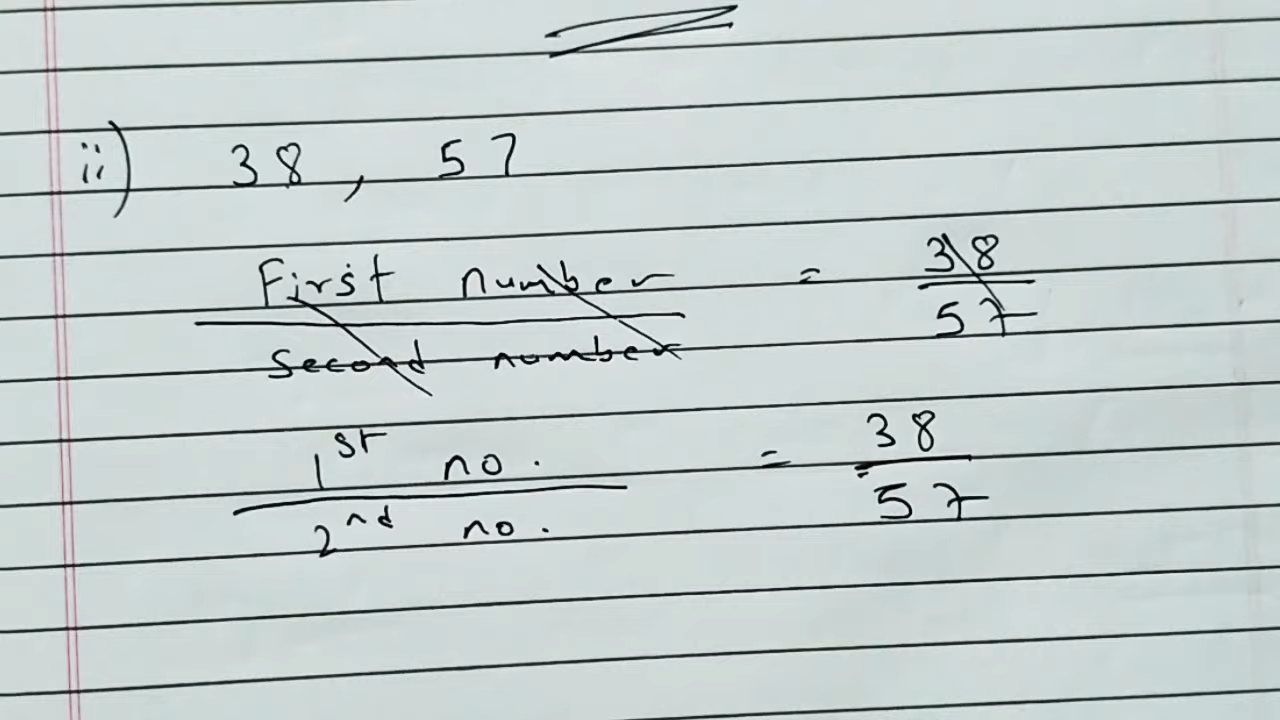 ii) 38 , 57
First number / Second number = 38 / 57
1st no. / 2nd no. = 38 / 57